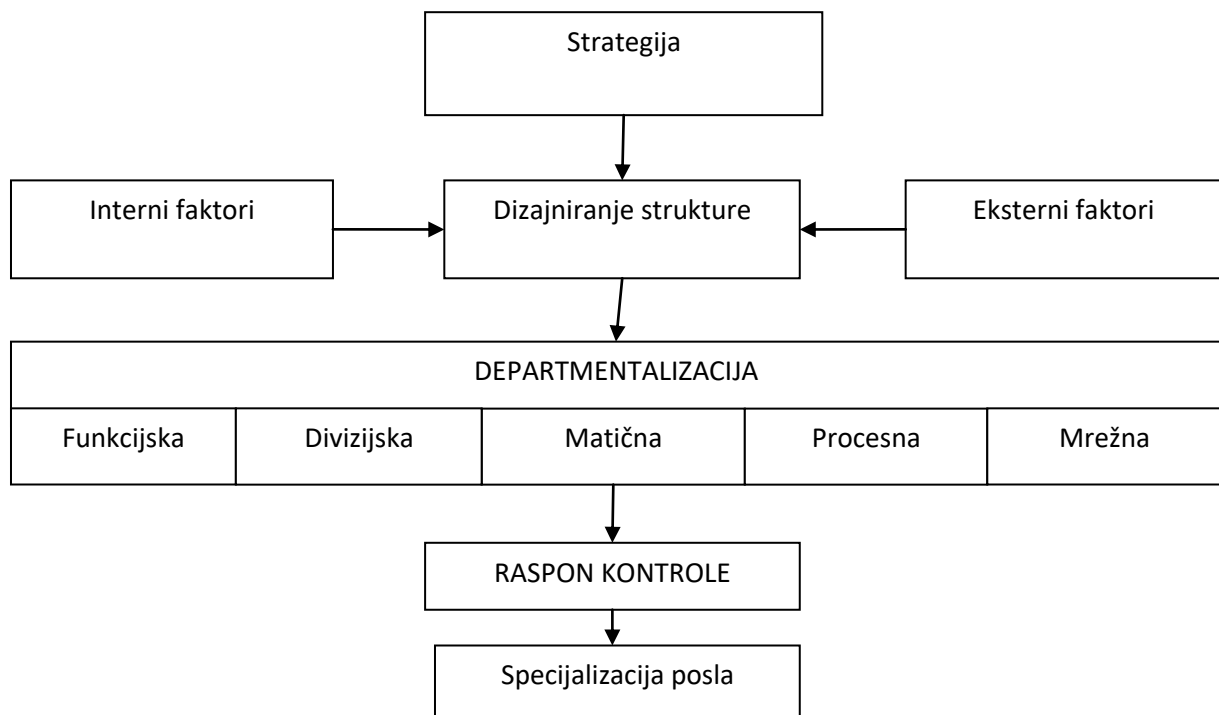 Strategija
Interni faktori
Dizajniranje strukture
Eksterni faktori
DEPARTMENTALIZACIJA
Funkcijska
Divizijska
Matična
Procesna
Mrežna
RASPON KONTROLE
Specijalizacija posla